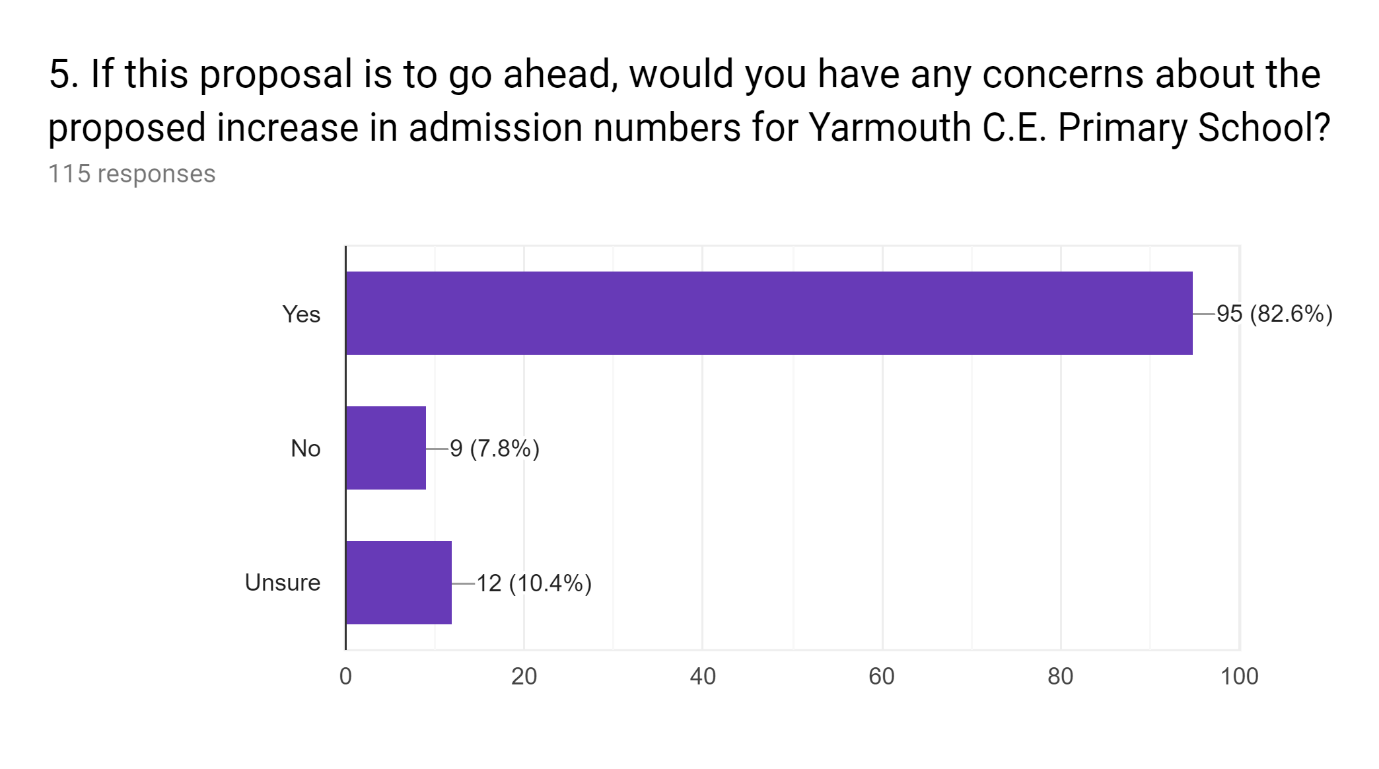 5. If this proposal is to go ahead, would you have any concerns about the
proposed increase in admission numbers for Yarmouth C.E. Primary School?
115 responses
Yes
95 (82.6%)
No
9 (7.8%)
Unsure
12 (10.4%)
0 20 40 60 80 100